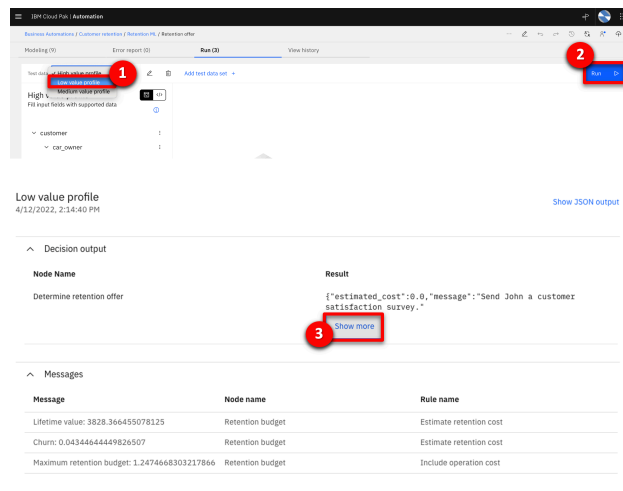 IBM Cloud Pak | Automation
Business Automations / Customer retention / Retention ML / Retention offer
Modeling (9) Error report (0) Run (3) View history
2
Test data ✓ High value profile 1 Add test data set + Run
Low value profile
Medium value profile
High v
Fill input fields with supported data
customer
car_owner
Low value profile
4/12/2022, 2:14:40 PM
Show JSON output
Decision output
Node Name Result
Determine retention offer {"estimated_cost":0.0,"message":"Send John a customer
satisfaction survey."
Show more
3
Messages
Message Node name Rule name
Lifetime value: 3828.366455078125 Retention budget Estimate retention cost
Churn: 0.04344644449826507 Retention budget Estimate retention cost
Maximum retention budget: 1.2474668303217866 Retention budget Include operation cost